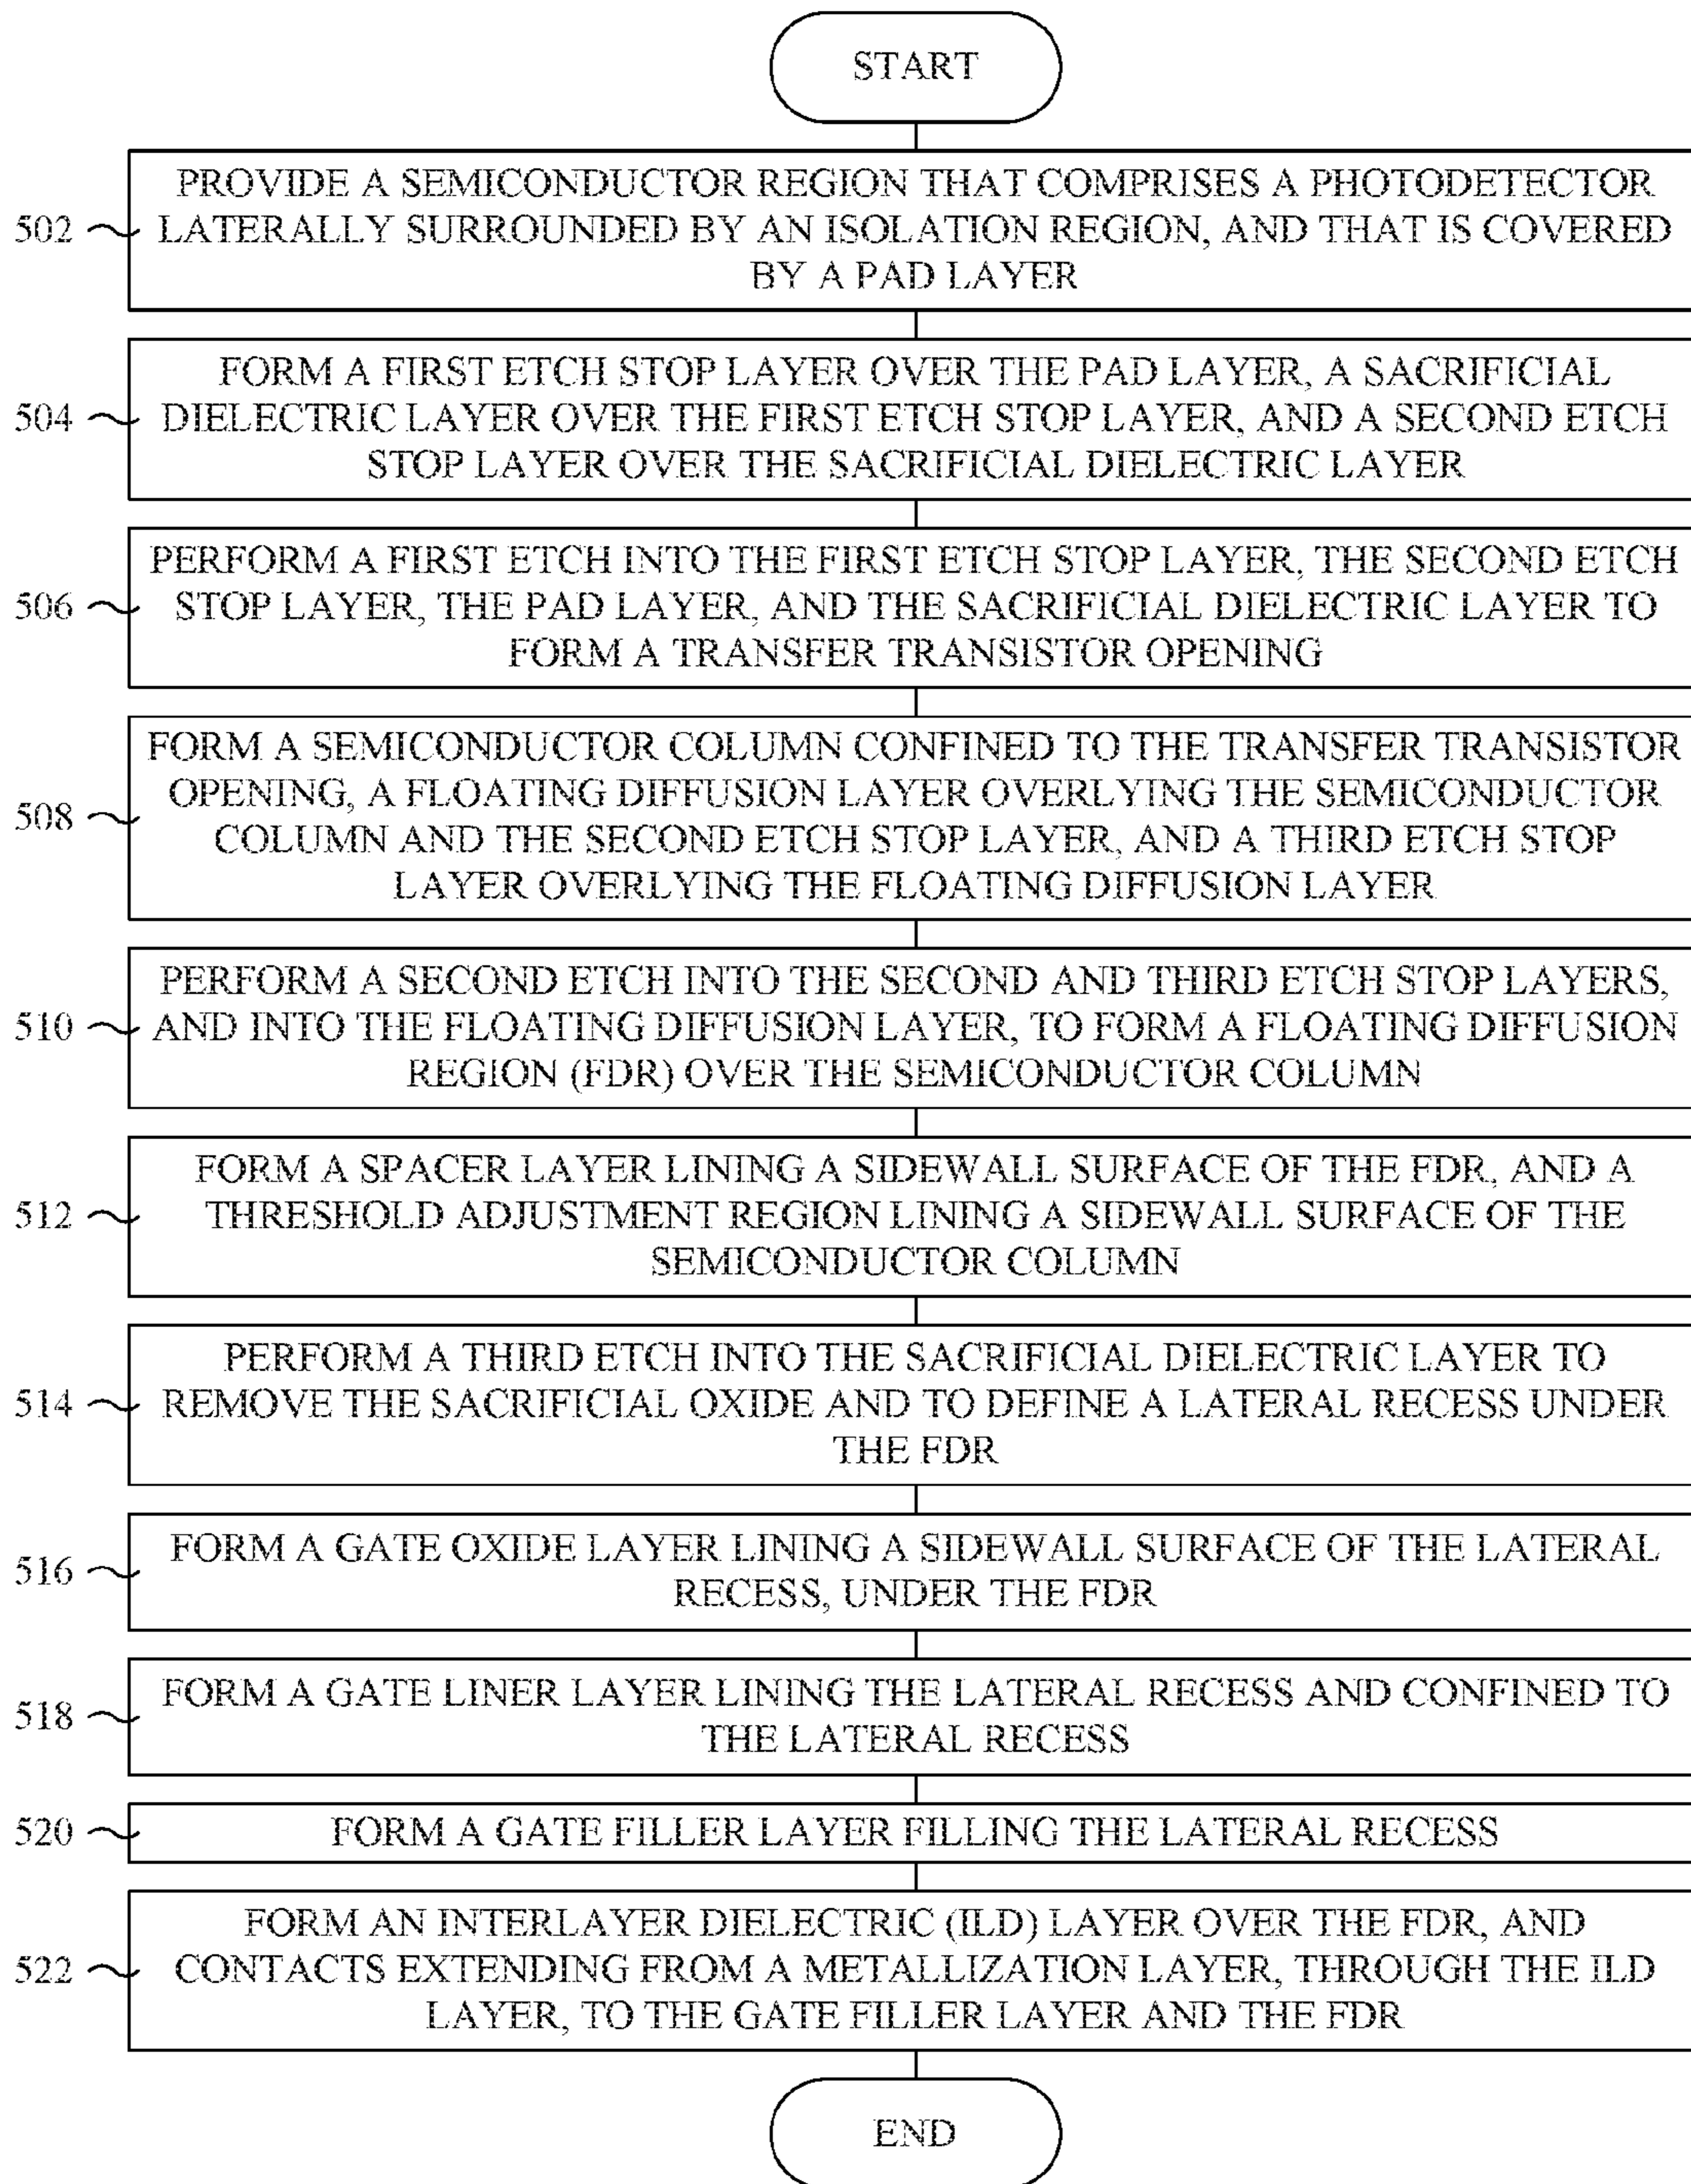 START
PROVIDE A SEMICONDUCTOR REGION THAT COMPRISES A PHOTODETECTOR
502 LATERALLY SURROUNDED BY AN ISOLATION REGION, AND THAT IS COVERED
BY A PAD LAYER
FORM A FIRST ETCH STOP LAYER OVER THE PAD LAYER, A SACRIFICIAL
504 DIELECTRIC LAYER OVER THE FIRST ETCH STOP LAYER, AND A SECOND ETCH
STOP LAYER OVER THE SACRIFICIAL DIELECTRIC LAYER
PERFORM A FIRST ETCH INTO THE FIRST ETCH STOP LAYER, THE SECOND ETCH
506 STOP LAYER, THE PAD LAYER, AND THE SACRIFICIAL DIELECTRIC LAYER TO
FORM A TRANSFER TRANSISTOR OPENING
FORM A SEMICONDUCTOR COLUMN CONFINED TO THE TRANSFER TRANSISTOR
508 OPENING, A FLOATING DIFFUSION LAYER OVERLYING THE SEMICONDUCTOR
COLUMN AND THE SECOND ETCH STOP LAYER, AND A THIRD ETCH STOP
LAYER OVERLYING THE FLOATING DIFFUSION LAYER
PERFORM A SECOND ETCH INTO THE SECOND AND THIRD ETCH STOP LAYERS,
510 AND INTO THE FLOATING DIFFUSION LAYER, TO FORM A FLOATING DIFFUSION
REGION (FDR) OVER THE SEMICONDUCTOR COLUMN
FORM A SPACER LAYER LINING A SIDEWALL SURFACE OF THE FDR, AND A
512 THRESHOLD ADJUSTMENT REGION LINING A SIDEWALL SURFACE OF THE
SEMICONDUCTOR COLUMN
PERFORM A THIRD ETCH INTO THE SACRIFICIAL DIELECTRIC LAYER TO
514 REMOVE THE SACRIFICIAL OXIDE AND TO DEFINE A LATERAL RECESS UNDER
THE FDR
FORM A GATE OXIDE LAYER LINING A SIDEWALL SURFACE OF THE LATERAL
516 RECESS, UNDER THE FDR
FORM A GATE LINER LAYER LINING THE LATERAL RECESS AND CONFINED TO
518 THE LATERAL RECESS
520 FORM A GATE FILLER LAYER FILLING THE LATERAL RECESS
FORM AN INTERLAYER DIELECTRIC (ILD) LAYER OVER THE FDR, AND
522 CONTACTS EXTENDING FROM A METALLIZATION LAYER, THROUGH THE ILD
LAYER, TO THE GATE FILLER LAYER AND THE FDR
END